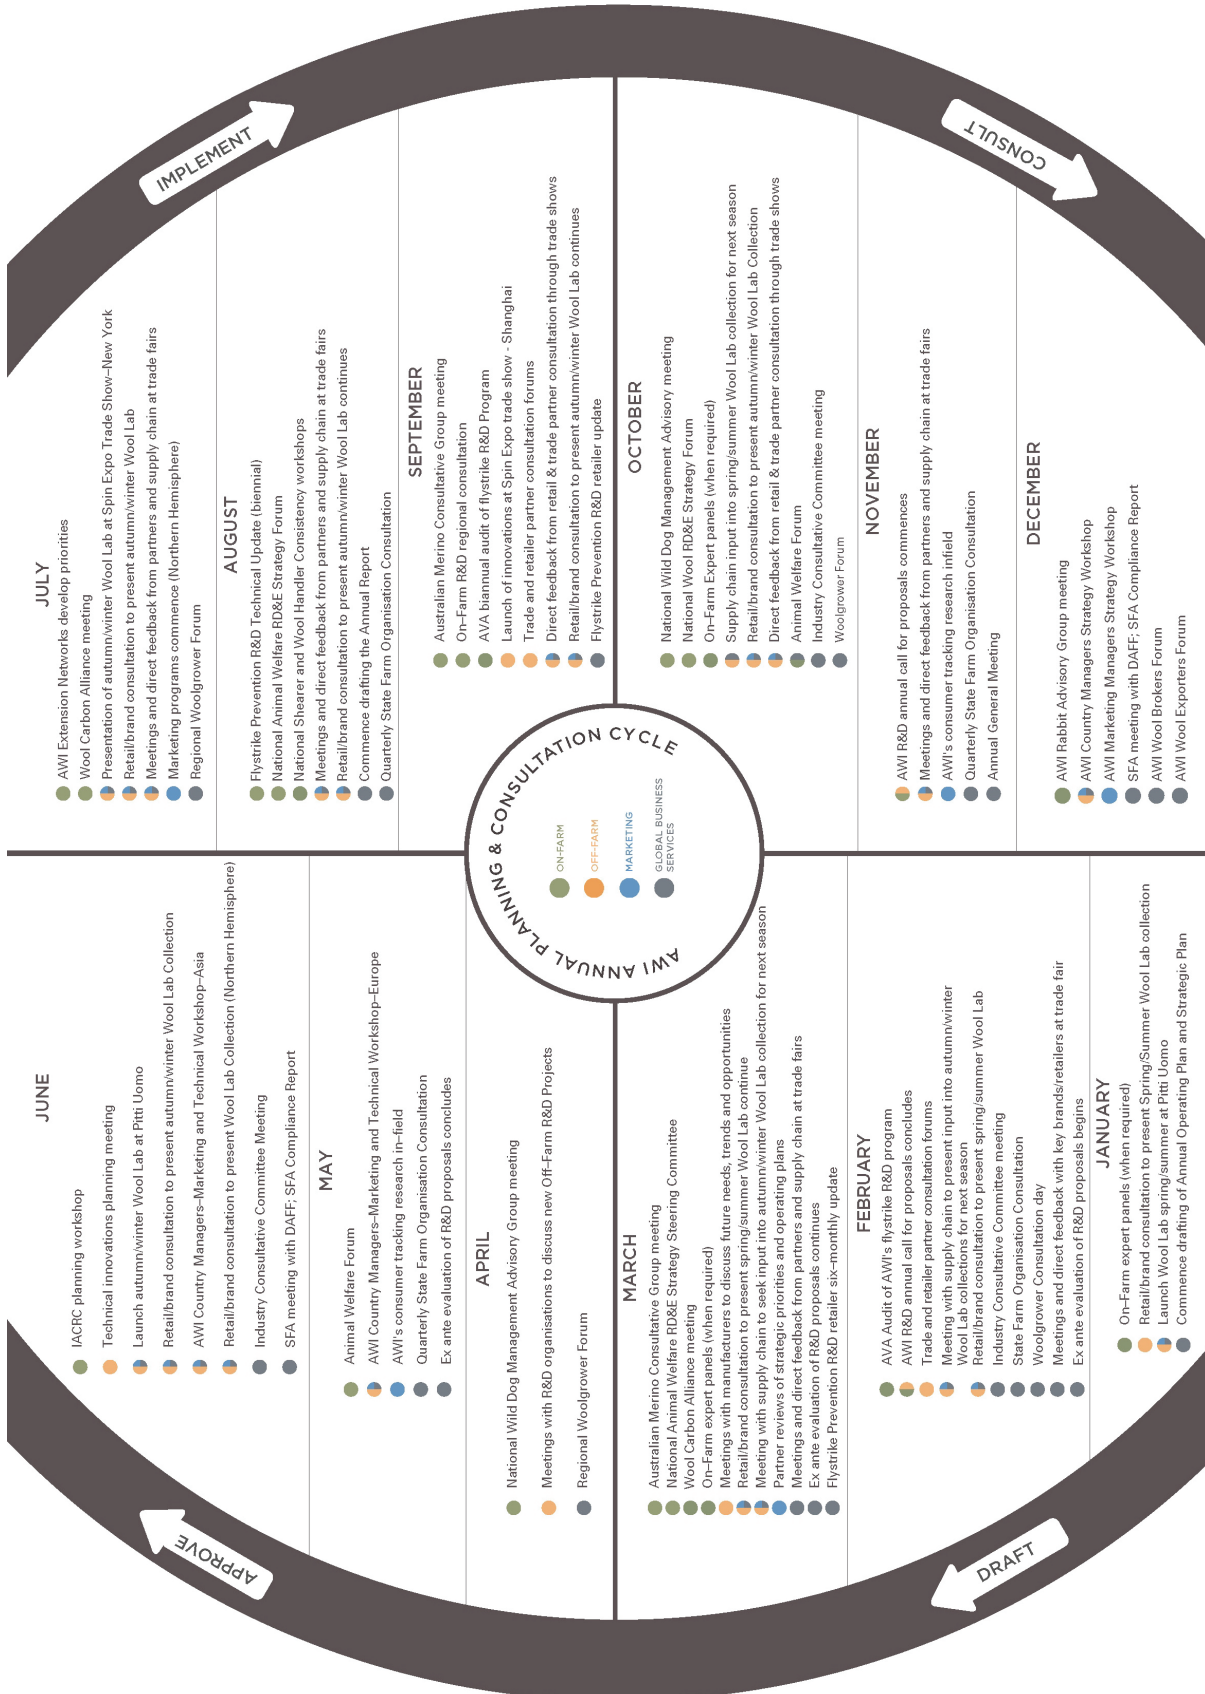 AWI ANNUAL PLANNING & CONSULTATION CYCLE
ON-FARM
OFF-FARM
MARKETING
GLOBAL BUSINESS
SERVICES
IMPLEMENT
JULY
AWI Extension Networks develop priorities
Wool Carbon Alliance meeting
Presentation of autumn/winter Wool Lab at Spin Expo Trade Show–New York
Retail/brand consultation to present autumn/winter Wool Lab
Meetings and direct feedback from partners and supply chain at trade fairs
Marketing programs commence (Northern Hemisphere)
Regional Woolgrower Forum
AUGUST
Flystrike Prevention R&D Technical Update (biennial)
National Animal Welfare RD&E Strategy Forum
National Shearer and Wool Handler Consistency workshops
Meetings and direct feedback from partners and supply chain at trade fairs
Retail/brand consultation to present autumn/winter Wool Lab continues
Commence drafting the Annual Report
Quarterly State Farm Organisation Consultation
SEPTEMBER
Australian Merino Consultative Group meeting
On–Farm R&D regional consultation
AVA biannual audit of flystrike R&D Program
Launch of innovations at Spin Expo trade show - Shanghai
Trade and retailer partner consultation forums
Direct feedback from retail & trade partner consultation through trade shows
Retail/brand consultation to present autumn/winter Wool Lab continues
Flystrike Prevention R&D retailer update
CONSULT
OCTOBER
National Wild Dog Management Advisory meeting
National Wool RD&E Strategy Forum
On–Farm Expert panels (when required)
Supply chain input into spring/summer Wool Lab collection for next season
Retail/brand consultation to present autumn/winter Wool Lab Collection
Direct feedback from retail & trade partner consultation through trade shows
Animal Welfare Forum
Industry Consultative Committee meeting
Woolgrower Forum
NOVEMBER
AWI R&D annual call for proposals commences
Meetings and direct feedback from partners and supply chain at trade fairs
AWI's consumer tracking research infield
Quarterly State Farm Organisation Consultation
Annual General Meeting
DECEMBER
AWI Rabbit Advisory Group meeting
AWI Country Managers Strategy Workshop
AWI Marketing Managers Strategy Workshop
SFA meeting with DAFF; SFA Compliance Report
AWI Wool Brokers Forum
AWI Wool Exporters Forum
APPROVE
JUNE
IACRC planning workshop
Technical innovations planning meeting
Launch autumn/winter Wool Lab at Pitti Uomo
Retail/brand consultation to present autumn/winter Wool Lab Collection
AWI Country Managers–Marketing and Technical Workshop–Asia
Retail/brand consultation to present Wool Lab Collection (Northern Hemisphere)
Industry Consultative Committee Meeting
SFA meeting with DAFF; SFA Compliance Report
MAY
Animal Welfare Forum
AWI Country Managers–Marketing and Technical Workshop–Europe
AWI's consumer tracking research in–field
Quarterly State Farm Organisation Consultation
Ex ante evaluation of R&D proposals concludes
APRIL
National Wild Dog Management Advisory Group meeting
Meetings with R&D organisations to discuss new Off–Farm R&D Projects
Regional Woolgrower Forum
DRAFT
MARCH
Australian Merino Consultative Group meeting
National Animal Welfare RD&E Strategy Steering Committee
Wool Carbon Alliance meeting
On–Farm expert panels (when required)
Meetings with manufacturers to discuss future needs, trends and opportunities
Retail/brand consultation to present spring/summer Wool Lab continue
Meeting with supply chain to seek input into autumn/winter Wool Lab collection for next season
Partner reviews of strategic priorities and operating plans
Meetings and direct feedback from partners and supply chain at trade fairs
Ex ante evaluation of R&D proposals continues
Flystrike Prevention R&D retailer six–monthly update
FEBRUARY
AVA Audit of AWI's flystrike R&D program
AWI R&D annual call for proposals concludes
Trade and retailer partner consultation forums
Meeting with supply chain to present input into autumn/winter
Wool Lab collections for next season
Retail/brand consultation to present spring/summer Wool Lab
Industry Consultative Committee meeting
State Farm Organisation Consultation
Woolgrower Consultation day
Meetings and direct feedback with key brands/retailers at trade fair
Ex ante evaluation of R&D proposals begins
JANUARY
On–Farm expert panels (when required)
Retail/brand consultation to present Spring/Summer Wool Lab collection
Launch Wool Lab spring/summer at Pitti Uomo
Commence drafting of Annual Operating Plan and Strategic Plan